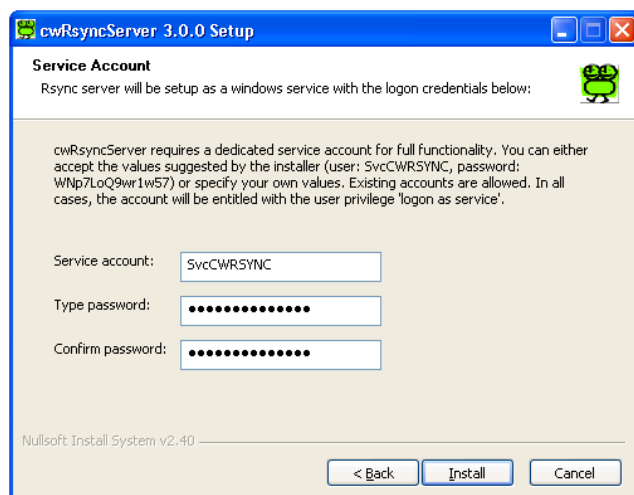 cwRsyncServer 3.0.0 Setup
Service Account
Rsync server will be setup as a windows service with the logon credentials below:
cwRsyncServer requires a dedicated service account for full functionality. You can either
accept the values suggested by the installer (user: SvcCWRSYNC, password:
WNp7LoQ9wr1w57) or specify your own values. Existing accounts are allowed. In all
cases, the account will be entitled with the user privilege 'logon as service'.
Service account: SvcCWRSYNC
Type password: ●●●●●●●●●●●●●●
Confirm password: ●●●●●●●●●●●●●●
Nullsoft Install System v2.40
< Back Install Cancel